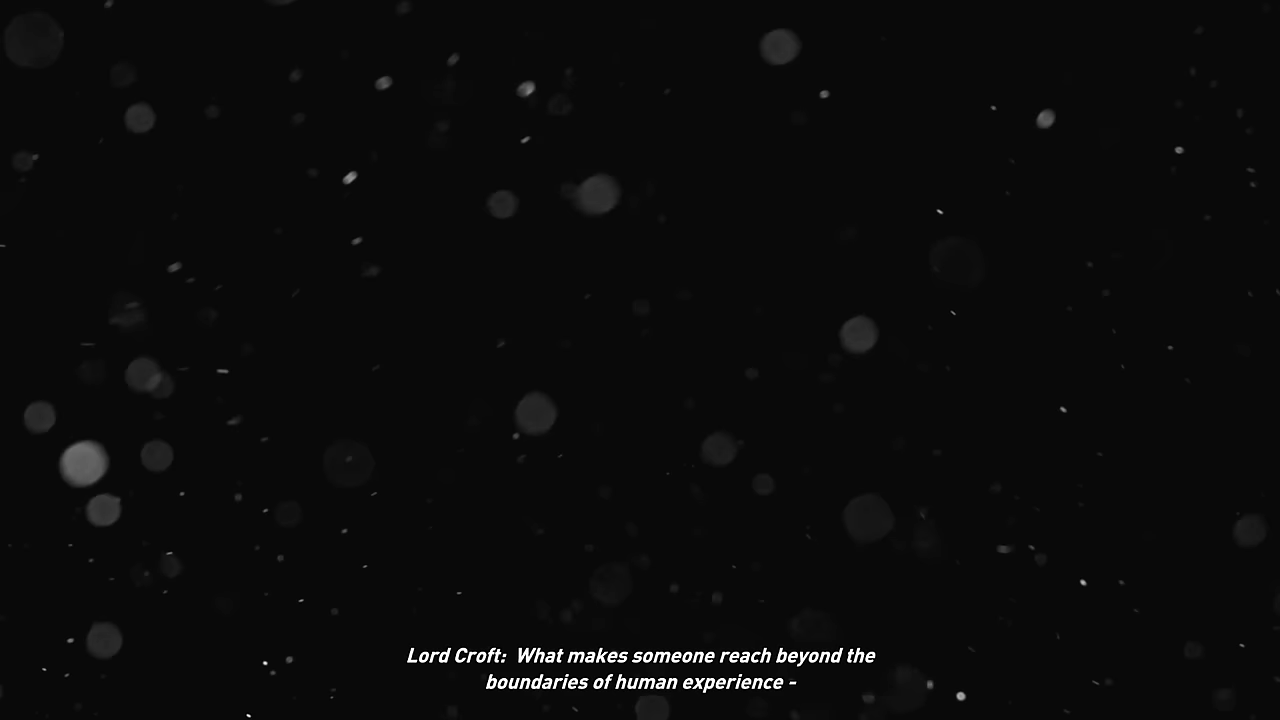 Lord Croft:  What makes someone reach beyond the
boundaries of human experience -